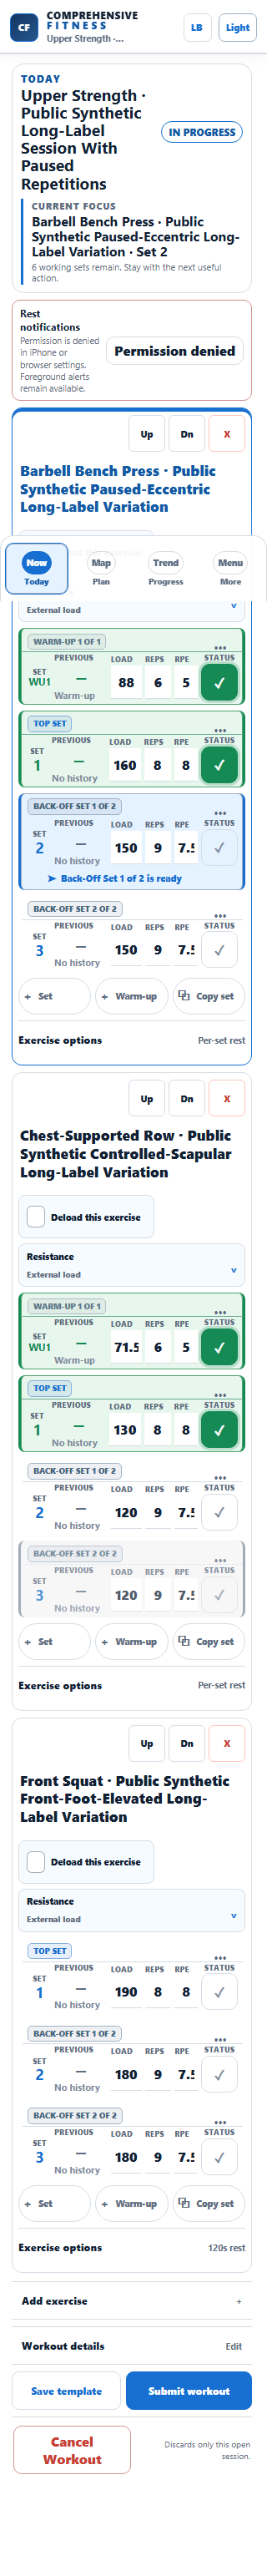 CF
COMPREHENSIVE
FITNESS
Upper Strength ·...
LB
Light
TODAY
Upper Strength ·
Public Synthetic
Long-Label
Session With
Paused
Repetitions
IN PROGRESS
CURRENT FOCUS
Barbell Bench Press · Public
Synthetic Paused-Eccentric Long-
Label Variation · Set 2
6 working sets remain. Stay with the next useful
action.
Rest
notifications
Permission is denied
in iPhone or
browser settings.
Foreground alerts
remain available.
Permission denied
Up Dn X
Barbell Bench Press · Public
Synthetic Paused-Eccentric
Long-Label Variation
Now Map Trend Menu
Today Plan Progress More
External load v
WARM-UP 1 OF 1 •••
SET PREVIOUS LOAD REPS RPE STATUS
WU1 — 88 6 5 ✓
Warm-up
TOP SET •••
SET PREVIOUS LOAD REPS RPE STATUS
1 — 160 8 8 ✓
No history
BACK-OFF SET 1 OF 2 •••
SET PREVIOUS LOAD REPS RPE STATUS
2 — 150 9 7.5 ✓
No history
➤ Back-Off Set 1 of 2 is ready
BACK-OFF SET 2 OF 2 •••
SET PREVIOUS LOAD REPS RPE STATUS
3 — 150 9 7.5 ✓
No history
+ Set + Warm-up Copy set
Exercise options Per-set rest
Up Dn X
Chest-Supported Row · Public
Synthetic Controlled-Scapular
Long-Label Variation
Deload this exercise
Resistance
External load v
WARM-UP 1 OF 1 •••
SET PREVIOUS LOAD REPS RPE STATUS
WU1 — 71.5 6 5 ✓
Warm-up
TOP SET •••
SET PREVIOUS LOAD REPS RPE STATUS
1 — 130 8 8 ✓
No history
BACK-OFF SET 1 OF 2 •••
SET PREVIOUS LOAD REPS RPE STATUS
2 — 120 9 7.5 ✓
No history
BACK-OFF SET 2 OF 2 •••
SET PREVIOUS LOAD REPS RPE STATUS
3 — 120 9 7.5 ✓
No history
+ Set + Warm-up Copy set
Exercise options Per-set rest
Up Dn X
Front Squat · Public Synthetic
Front-Foot-Elevated Long-
Label Variation
Deload this exercise
Resistance
External load v
TOP SET •••
SET PREVIOUS LOAD REPS RPE STATUS
1 — 190 8 8 ✓
No history
BACK-OFF SET 1 OF 2 •••
SET PREVIOUS LOAD REPS RPE STATUS
2 — 180 9 7.5 ✓
No history
BACK-OFF SET 2 OF 2 •••
SET PREVIOUS LOAD REPS RPE STATUS
3 — 180 9 7.5 ✓
No history
+ Set + Warm-up Copy set
Exercise options 120s rest
Add exercise +
Workout details Edit
Save template Submit workout
Cancel
Workout
Discards only this open
session.